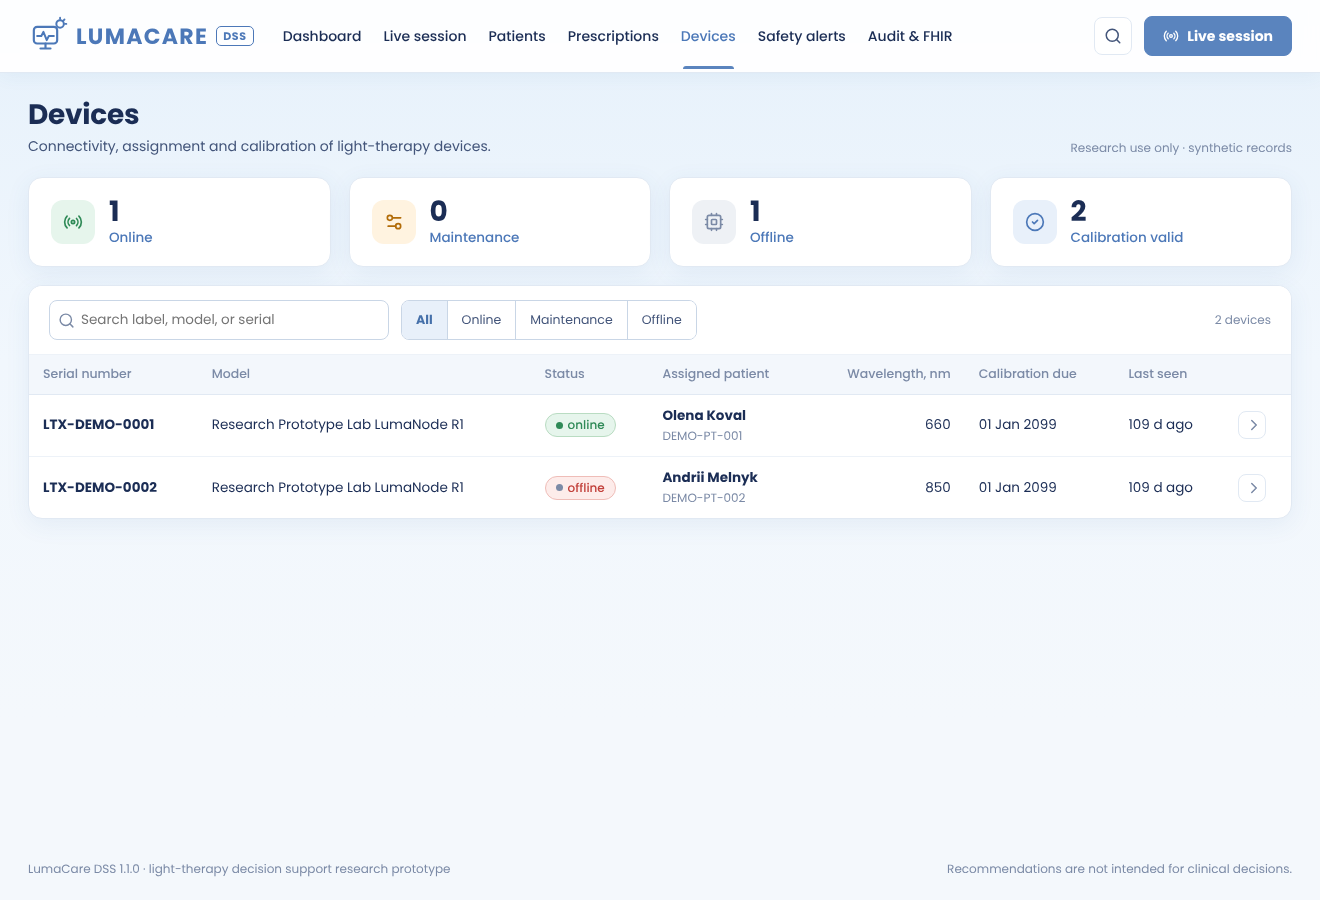 LUMACARE DSS Dashboard Live session Patients Prescriptions Devices Safety alerts Audit & FHIR Live session
Devices
Connectivity, assignment and calibration of light-therapy devices.
Research use only · synthetic records
1
Online
0
Maintenance
1
Offline
2
Calibration valid
Search label, model, or serial All Online Maintenance Offline 2 devices
Serial number Model Status Assigned patient Wavelength, nm Calibration due Last seen
LTX-DEMO-0001 Research Prototype Lab LumaNode R1 online Olena Koval 660 01 Jan 2099 109 d ago
DEMO-PT-001
LTX-DEMO-0002 Research Prototype Lab LumaNode R1 offline Andrii Melnyk 850 01 Jan 2099 109 d ago
DEMO-PT-002
LumaCare DSS 1.1.0 · light-therapy decision support research prototype
Recommendations are not intended for clinical decisions.